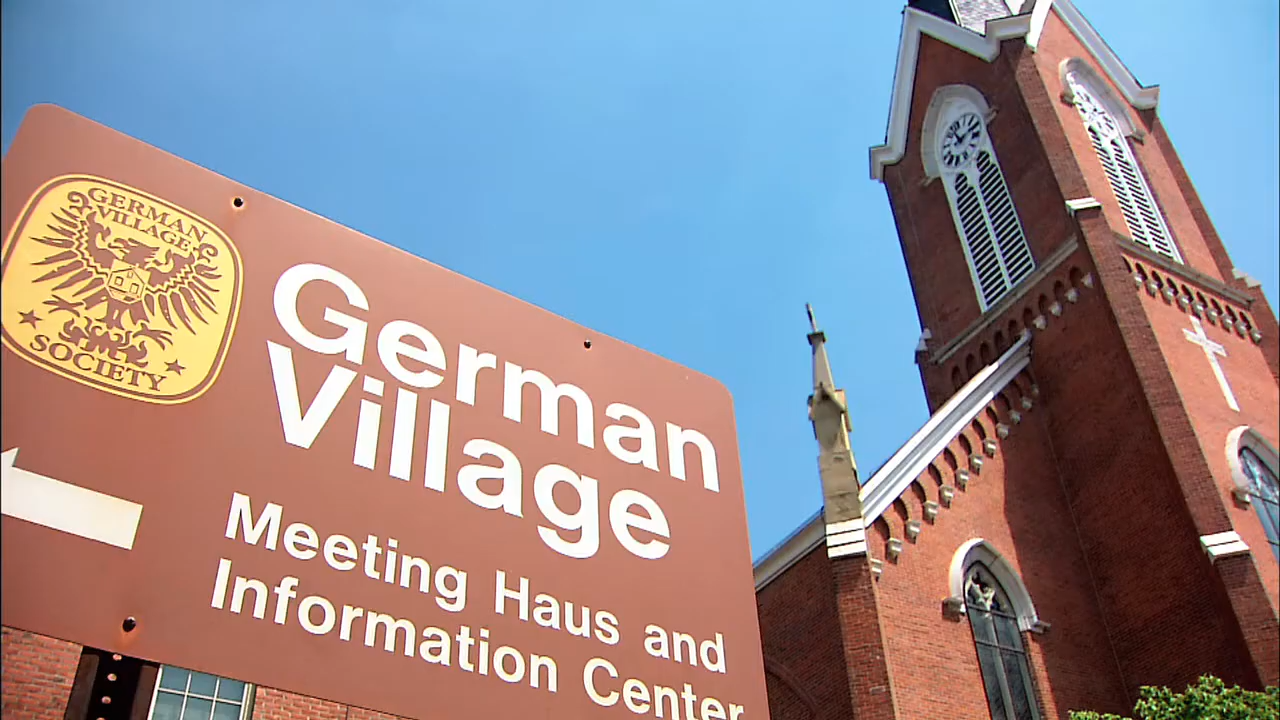 GERMAN
VILLAGE
SOCIETY
German
Village
Meeting Haus and
Information Center